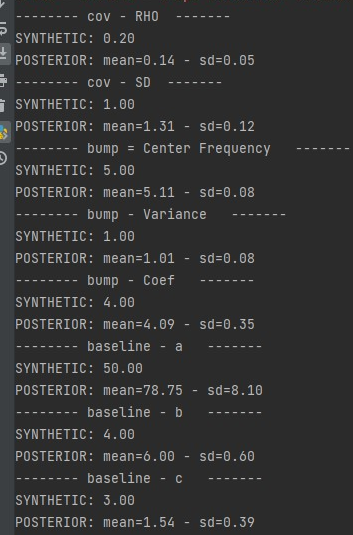 -------- cov - RHO  -------
SYNTHETIC: 0.20
POSTERIOR: mean=0.14 - sd=0.05
-------- cov - SD  -------
SYNTHETIC: 1.00
POSTERIOR: mean=1.31 - sd=0.12
-------- bump = Center Frequency   -------
SYNTHETIC: 5.00
POSTERIOR: mean=5.11 - sd=0.08
-------- bump - Variance   -------
SYNTHETIC: 1.00
POSTERIOR: mean=1.01 - sd=0.08
-------- bump - Coef   -------
SYNTHETIC: 4.00
POSTERIOR: mean=4.09 - sd=0.35
-------- baseline - a   -------
SYNTHETIC: 50.00
POSTERIOR: mean=78.75 - sd=8.10
-------- baseline - b   -------
SYNTHETIC: 4.00
POSTERIOR: mean=6.00 - sd=0.60
-------- baseline - c   -------
SYNTHETIC: 3.00
POSTERIOR: mean=1.54 - sd=0.39